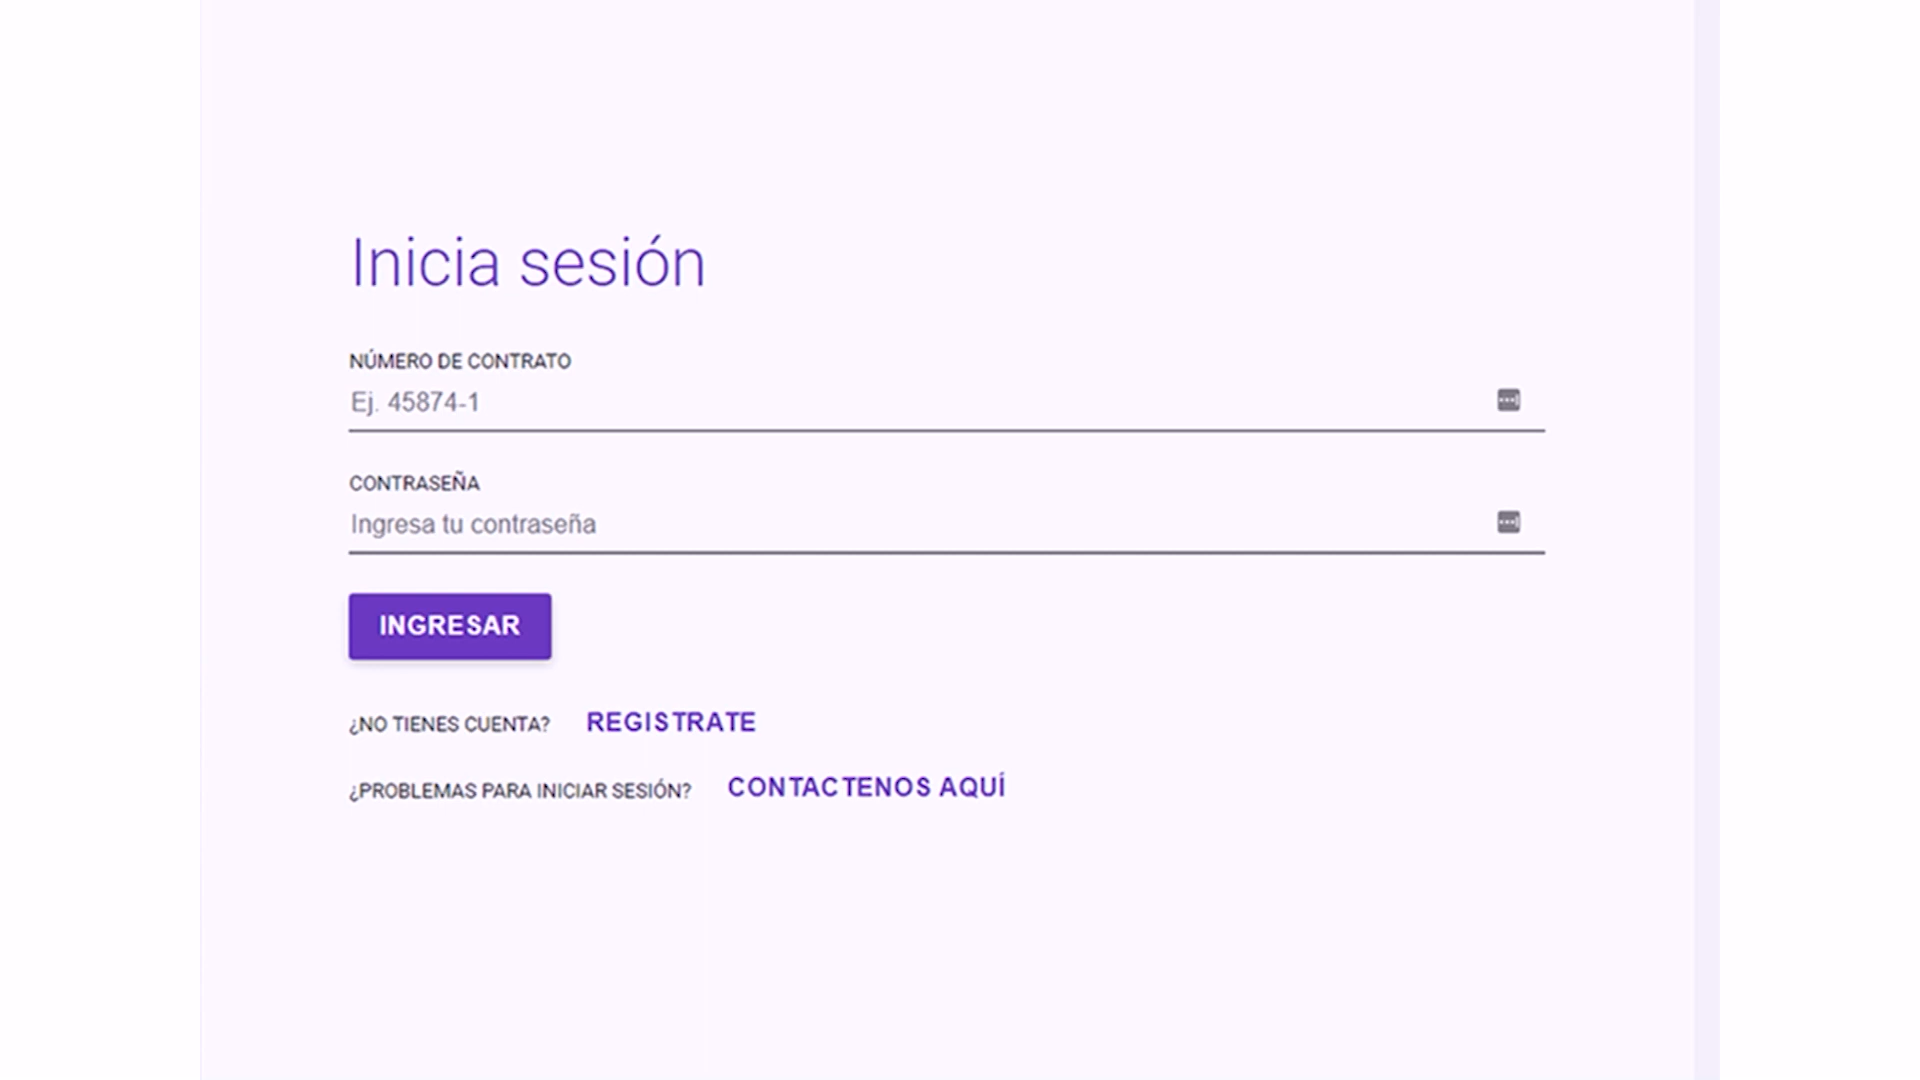 Inicia sesión
NÚMERO DE CONTRATO
Ej. 45874-1
CONTRASEÑA
Ingresa tu contraseña
INGRESAR
¿NO TIENES CUENTA? REGISTRATE
¿PROBLEMAS PARA INICIAR SESIÓN? CONTACTENOS AQUÍ